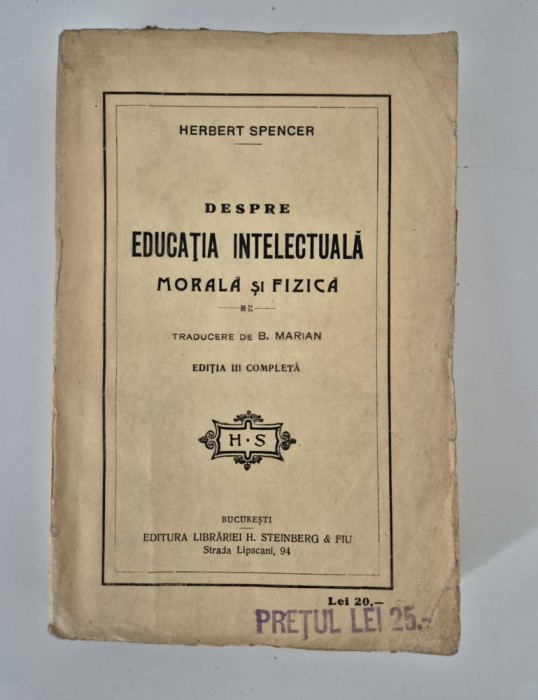 HERBERT SPENCER
DESPRE
EDUCAȚIA INTELECTUALĂ
MORALĂ ȘI FIZICĂ
TRADUCERE DE B. MARIAN
EDIȚIA III COMPLETĂ
H · S
BUCUREȘTI
EDITURA LIBRĂRIEI H. STEINBERG & FIU
Strada Lipscani, 94
Lei 20.—
PREȚUL LEI 25.-